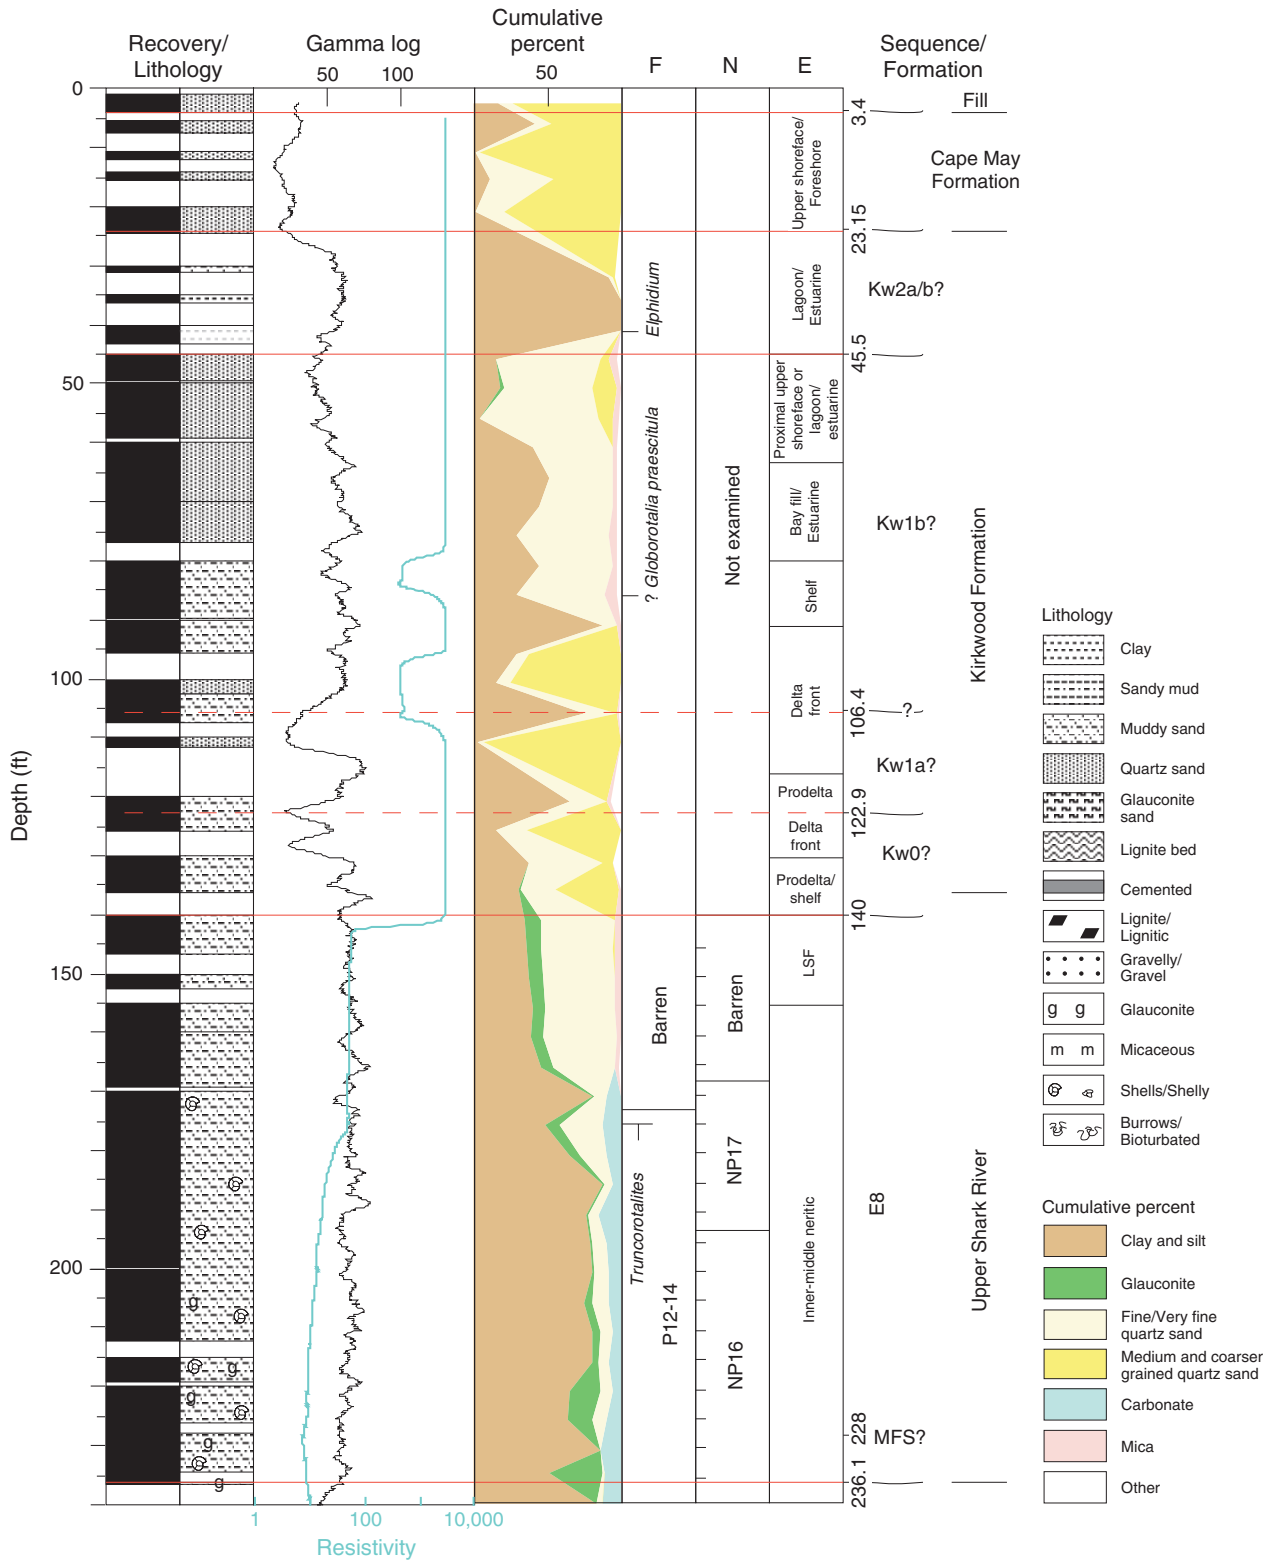 Cumulative
percent
Recovery/
Lithology
Gamma log
50
100
50
F
N
E
Sequence/
Formation
0
50
100
150
200
Depth (ft)
Elphidium
? Globorotalia praescitula
Barren
Truncorotalites
P12-14
Not examined
Barren
NP17
NP16
Upper shoreface/
Foreshore
Lagoon/
Estuarine
Proximal upper
shoreface or
lagoon/
estuarine
Bay fill/
Estuarine
Shelf
Delta
front
Prodelta
Delta
front
Prodelta/
shelf
LSF
Inner-middle neritic
3.4
23.15
45.5
106.4
122.9
140
228
236.1
Fill
Cape May
Formation
Kw2a/b?
Kw1b?
?
Kw1a?
Kw0?
E8
MFS?
Kirkwood Formation
Upper Shark River
g
g
g
g
g
1
100
10,000
Resistivity
Lithology
Clay
Sandy mud
Muddy sand
Quartz sand
Glauconite
sand
Lignite bed
Cemented
Lignite/
Lignitic
Gravelly/
Gravel
g g
Glauconite
m m
Micaceous
Shells/Shelly
Burrows/
Bioturbated
Cumulative percent
Clay and silt
Glauconite
Fine/Very fine
quartz sand
Medium and coarser
grained quartz sand
Carbonate
Mica
Other